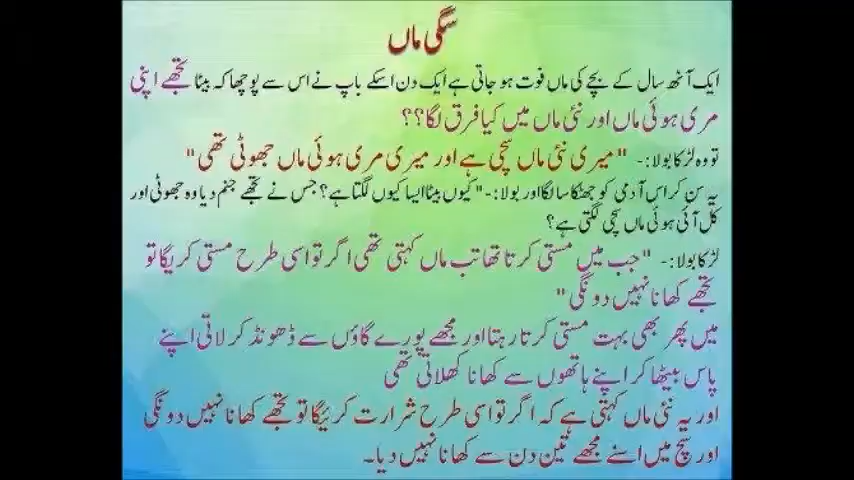 سگی ماں
ایک آٹھ سال کے بچے کی ماں فوت ہو جاتی ہے ایک دن اسکے باپ نے اس سے پوچھا کہ بیٹا تجھے اپنی
مری ہوئی ماں اور نئی ماں میں کیا فرق لگا؟؟
تو وہ لڑکا بولا:- "میری نئی ماں سچی ہے اور میری مری ہوئی ماں جھوٹی تھی"
یہ سن کر اس آدمی کو جھٹکا سا لگا اور بولا:-" کیوں بیٹا ایسا کیوں لگتا ہے؟ جس نے تجھے جنم دیا وہ جھوٹی اور
کل آئی ہوئی ماں سچی لگتی ہے؟
لڑکا بولا:- "جب میں مستی کرتا تھا تب ماں کہتی تھی اگر تو اسی طرح مستی کریگا تو
تجھے کھانا نہیں دونگی"
میں پھر بھی بہت مستی کرتا رہتا اور مجھے پورے گاؤں سے ڈھونڈ کر لاتی اپنے
پاس بیٹھا کر اپنے ہاتھوں سے کھانا کھلاتی تھی
اور یہ نئی ماں کہتی ہے کہ اگر تو اسی طرح شرارت کریگا تو تجھے کھانا نہیں دونگی
اور سچ میں اسنے مجھے تین دن سے کھانا نہیں دیا۔